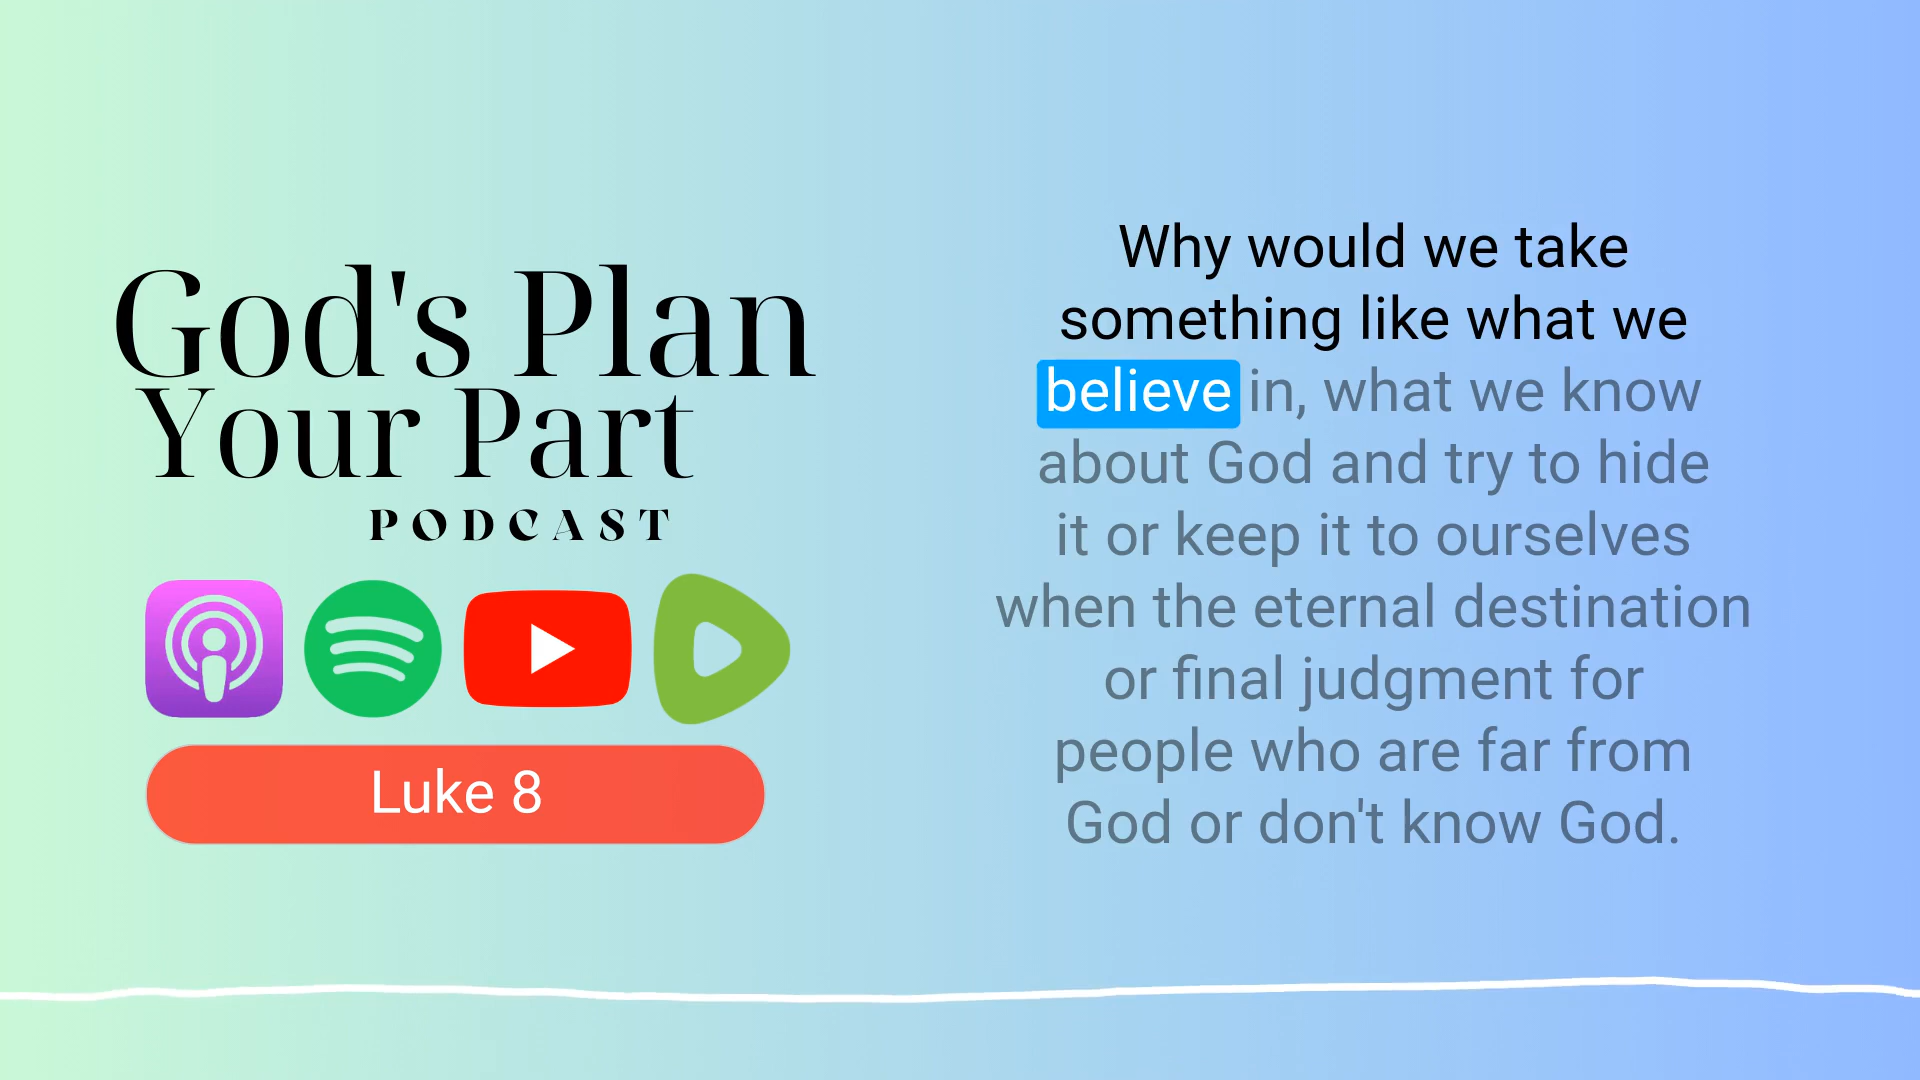 God's Plan
Your Part
PODCAST
Luke 8
Why would we take
something like what we
believe in, what we know
about God and try to hide
it or keep it to ourselves
when the eternal destination
or final judgment for
people who are far from
God or don't know God.